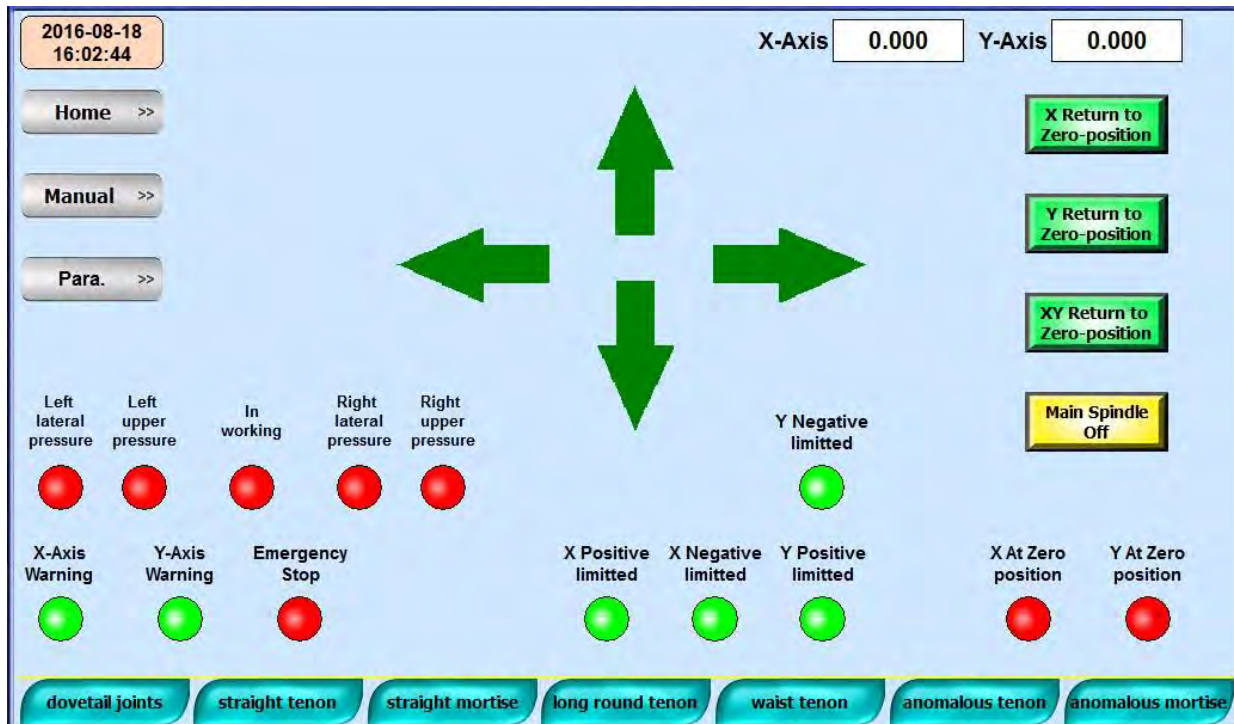 2016-08-18
16:02:44
X-Axis 0.000 Y-Axis 0.000
Home >>
Manual >>
Para. >>
X Return to
Zero-position
Y Return to
Zero-position
XY Return to
Zero-position
Main Spindle
Off
Left
lateral
pressure
Left
upper
pressure
In
working
Right
lateral
pressure
Right
upper
pressure
Y Negative
limitted
X-Axis
Warning
Y-Axis
Warning
Emergency
Stop
X Positive
limitted
X Negative
limitted
Y Positive
limitted
X At Zero
position
Y At Zero
position
dovetail joints straight tenon straight mortise long round tenon waist tenon anomalous tenon anomalous mortise